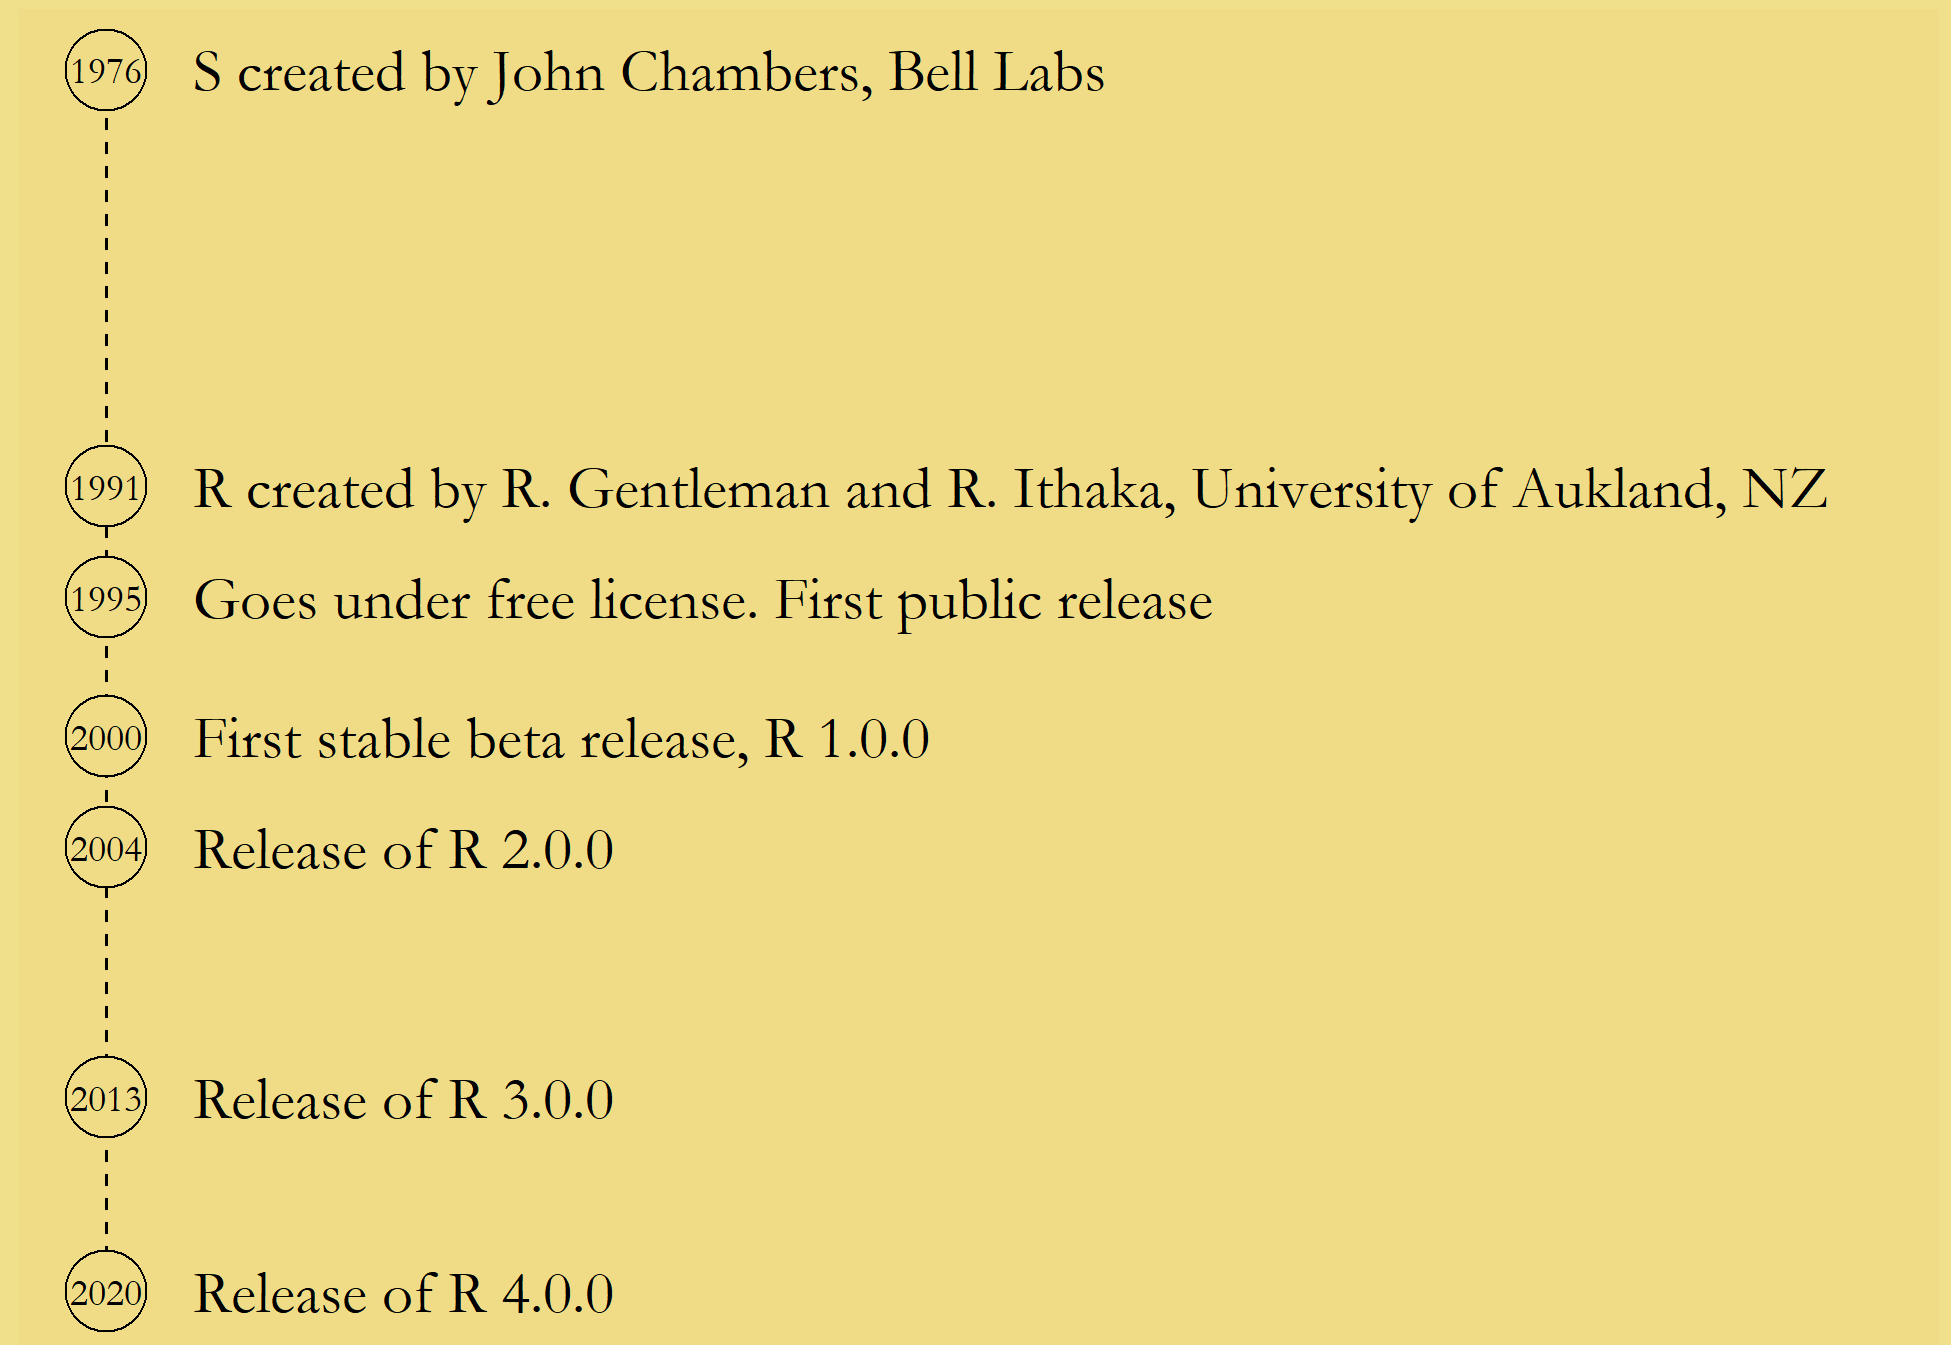 1976 S created by John Chambers, Bell Labs
1991 R created by R. Gentleman and R. Ithaka, University of Aukland, NZ
1995 Goes under free license. First public release
2000 First stable beta release, R 1.0.0
2004 Release of R 2.0.0
2013 Release of R 3.0.0
2020 Release of R 4.0.0